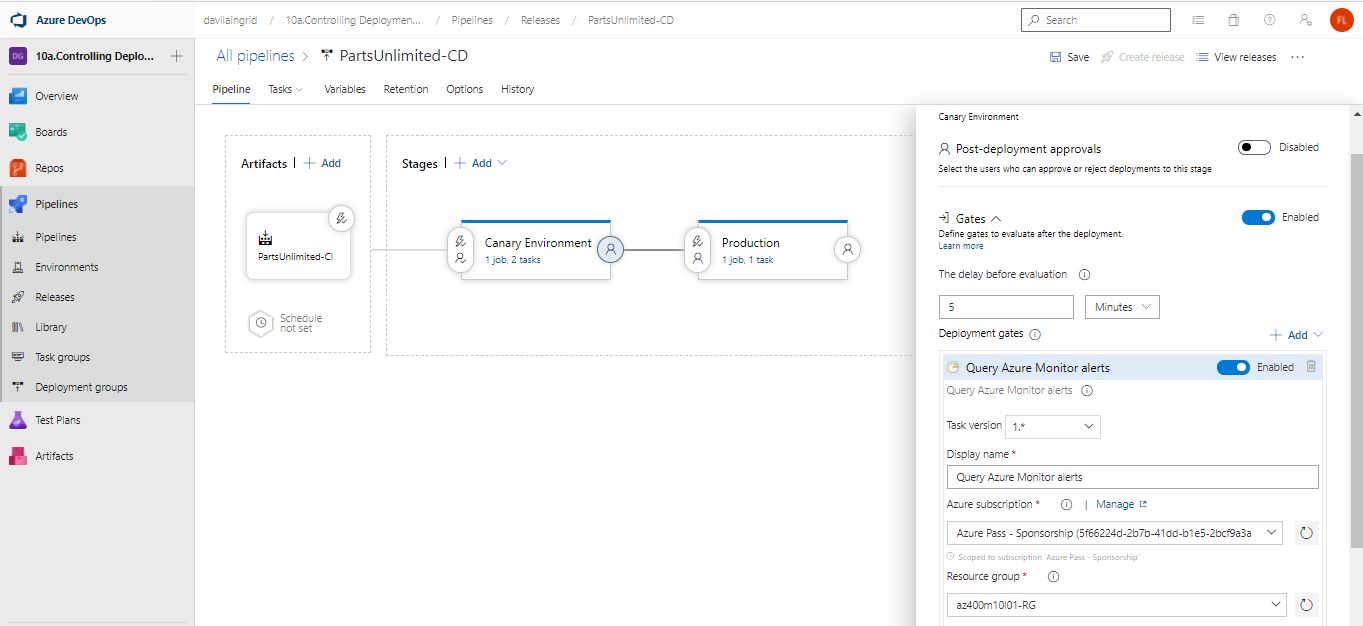 Azure DevOps
davilaingrid / 10a.Controlling Deploymen... / Pipelines / Releases / PartsUnlimited-CD
Search
FL
DG 10a.Controlling Deplo...
Overview
Boards
Repos
Pipelines
Pipelines
Environments
Releases
Library
Task groups
Deployment groups
Test Plans
Artifacts
All pipelines > PartsUnlimited-CD
Save
Create release
View releases
...
Pipeline
Tasks
Variables
Retention
Options
History
Artifacts | + Add
PartsUnlimited-CI
Schedule
not set
Stages | + Add
Canary Environment
1 job, 2 tasks
Production
1 job, 1 task
Canary Environment
Post-deployment approvals
Disabled
Select the users who can approve or reject deployments to this stage
Gates
Enabled
Define gates to evaluate after the deployment.
Learn more
The delay before evaluation
5
Minutes
Deployment gates
+ Add
Query Azure Monitor alerts
Enabled
Query Azure Monitor alerts
Task version 1.*
Display name *
Query Azure Monitor alerts
Azure subscription * | Manage
Azure Pass - Sponsorship (5f66224d-2b7b-41dd-b1e5-2bcf9a3a
Scoped to subscription 'Azure Pass - Sponsorship'
Resource group *
az400m10l01-RG